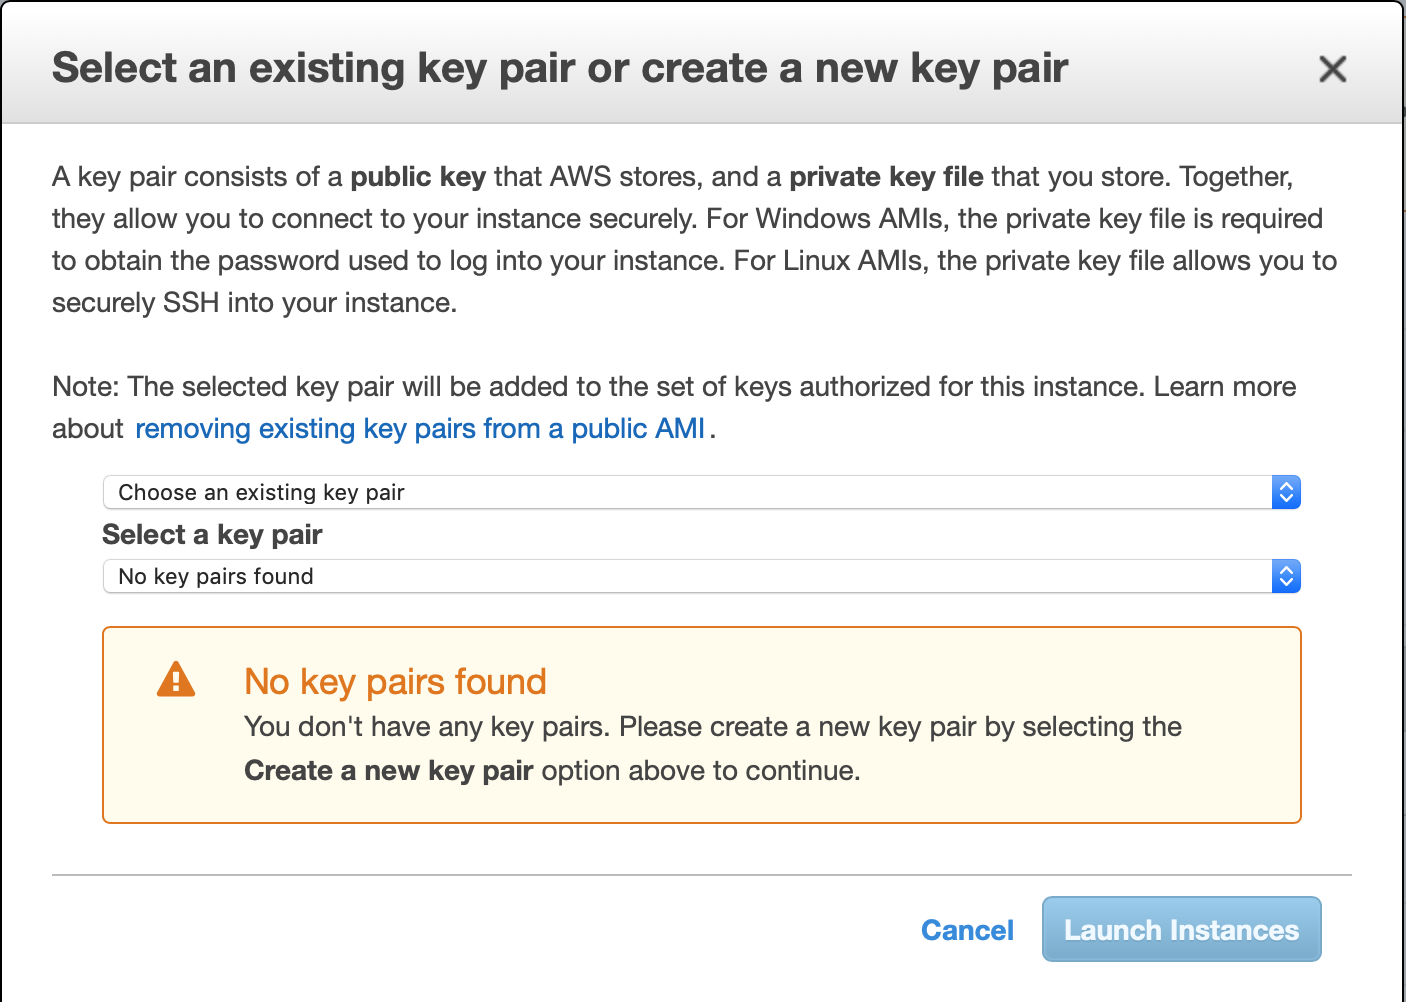 Select an existing key pair or create a new key pair
A key pair consists of a public key that AWS stores, and a private key file that you store. Together,
they allow you to connect to your instance securely. For Windows AMIs, the private key file is required
to obtain the password used to log into your instance. For Linux AMIs, the private key file allows you to
securely SSH into your instance.
Note: The selected key pair will be added to the set of keys authorized for this instance. Learn more
about removing existing key pairs from a public AMI.
Choose an existing key pair
Select a key pair
No key pairs found
No key pairs found
You don't have any key pairs. Please create a new key pair by selecting the
Create a new key pair option above to continue.
Cancel Launch Instances